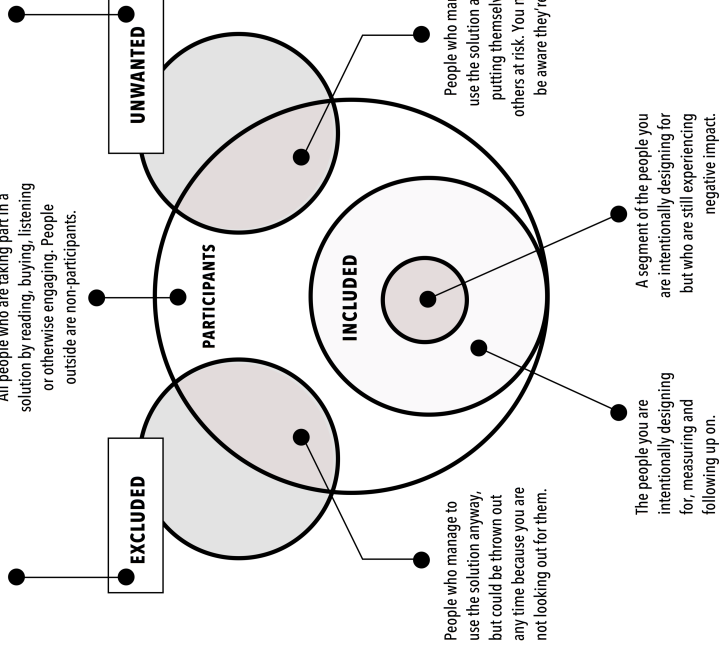 All people who are taking part in a
solution by reading, buying, listening
or otherwise engaging. People
outside are non-participants.
EXCLUDED
UNWANTED
PARTICIPANTS
INCLUDED
People who manage to
use the solution anyway,
but could be thrown out
any time because you are
not looking out for them.
People who
use the solution
putting
others at risk. You
be aware they're
The people you are
intentionally designing
for, measuring and
following up on.
A segment of the people you
are intentionally designing for
but who are still experiencing
negative impact.